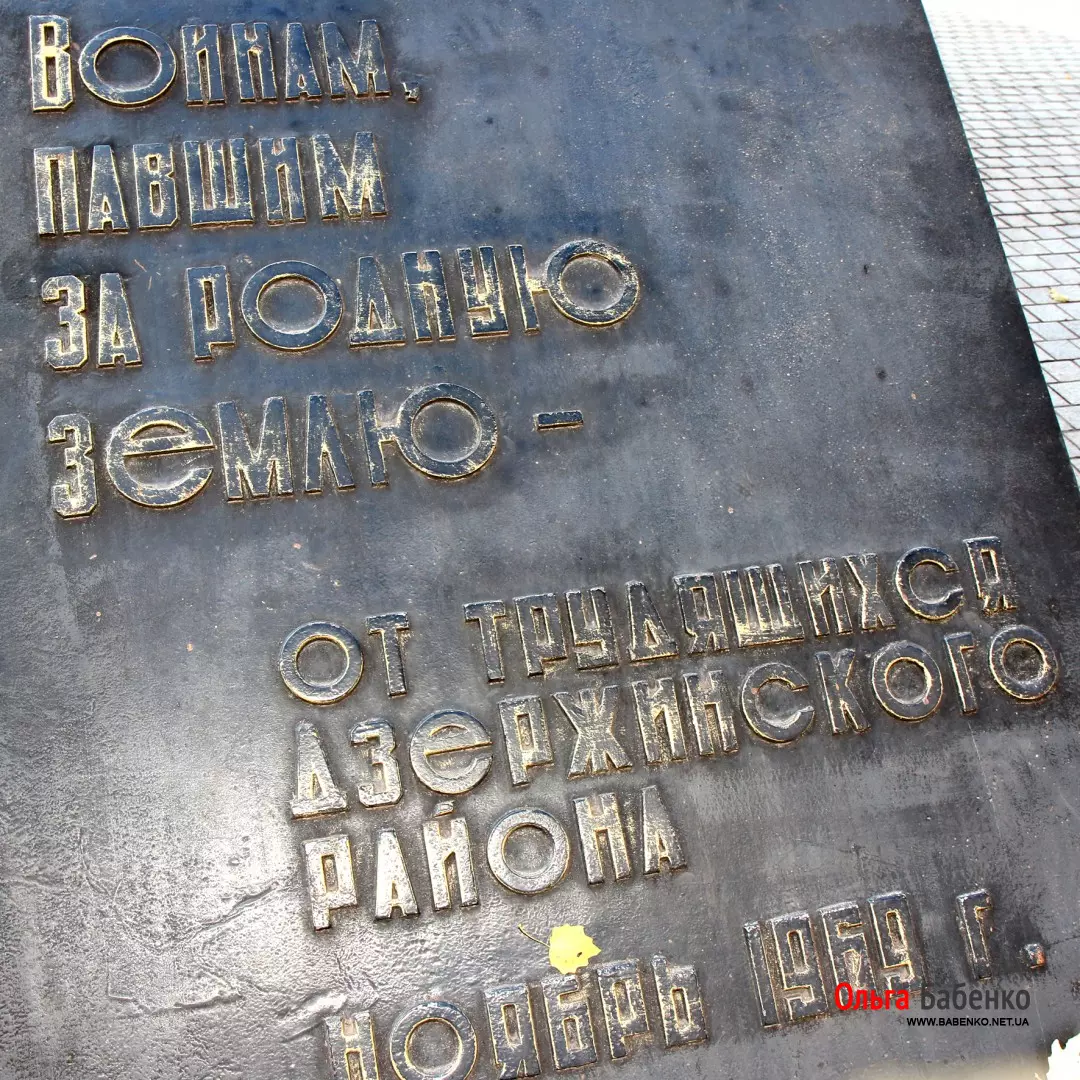 Воинам,
павшим
за родную
землю –
от трудящихся
Дзержинского
района
ноябрь 1969 г.
Ольга Бабенко
WWW.BABENKO.NET.UA